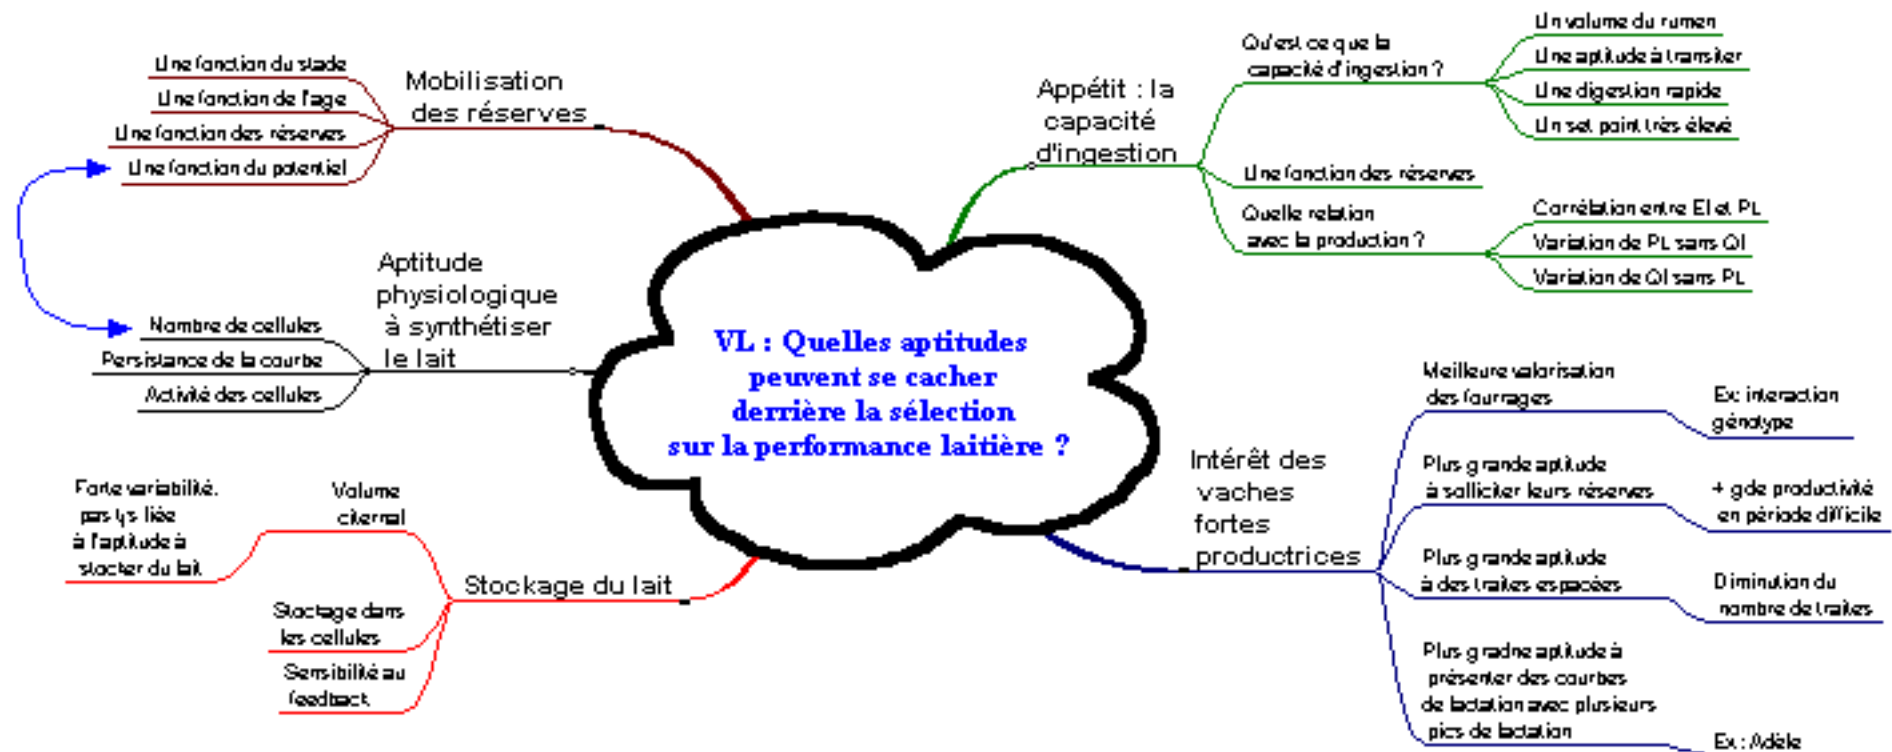 Mobilisation
des réserves
Une fonction du stade
Une fonction de l'age
Une fonction des réserves
Une fonction du potentiel
Aptitude
physiologique
à synthétiser
le lait
Nombre de cellules
Persistance de la courbe
Activité des cellules
Stockage du lait
Volume
citernal
Forte variabilité,
pas tjs liée
à l'aptitude à
stocker du lait
Stockage dans
les cellules
Sensibilité au
feedback
VL : Quelles aptitudes
peuvent se cacher
derrière la sélection
sur la performance laitière ?
Appétit : la
capacité
d'ingestion
Qu'est ce que la
capacité d'ingestion ?
Un volume du rumen
Une aptitude à transiter
Une digestion rapide
Un set point très élevé
Une fonction des réserves
Quelle relation
avec la production ?
Corrélation entre EI et PL
Variation de PL sans QI
Variation de QI sans PL
Intérêt des
vaches
fortes
productrices
Meilleure valorisation
des fourrages
Ex: interaction
génotype
Plus grande aptitude
à solliciter leurs réserves
+ gde productivité
en période difficile
Plus grande aptitude
à des traites espacées
Diminution du
nombre de traites
Plus gradne aptitude à
présenter des courbes
de lactation avec plusieurs
pics de lactation
Ex : Adèle